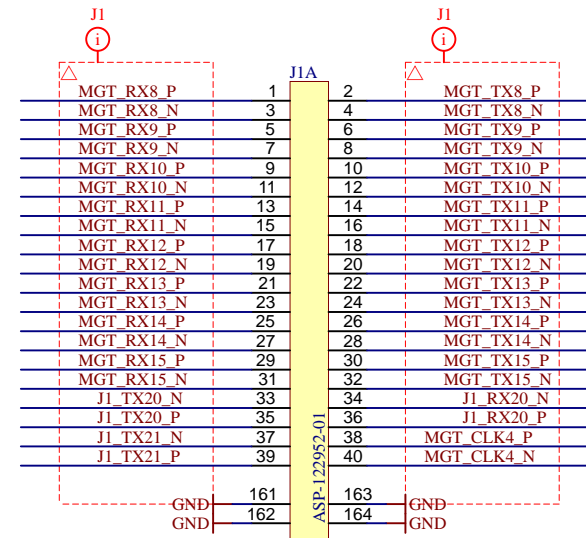 J1 J1
i i
J1A
MGT_RX8_P 1 2 MGT_TX8_P
MGT_RX8_N 3 4 MGT_TX8_N
MGT_RX9_P 5 6 MGT_TX9_P
MGT_RX9_N 7 8 MGT_TX9_N
MGT_RX10_P 9 10 MGT_TX10_P
MGT_RX10_N 11 12 MGT_TX10_N
MGT_RX11_P 13 14 MGT_TX11_P
MGT_RX11_N 15 16 MGT_TX11_N
MGT_RX12_P 17 18 MGT_TX12_P
MGT_RX12_N 19 20 MGT_TX12_N
MGT_RX13_P 21 22 MGT_TX13_P
MGT_RX13_N 23 24 MGT_TX13_N
MGT_RX14_P 25 26 MGT_TX14_P
MGT_RX14_N 27 28 MGT_TX14_N
MGT_RX15_P 29 30 MGT_TX15_P
MGT_RX15_N 31 32 MGT_TX15_N
J1_TX20_N 33 34 J1_RX20_N
J1_TX20_P 35 36 J1_RX20_P
J1_TX21_N 37 38 MGT_CLK4_P
J1_TX21_P 39 40 MGT_CLK4_N
GND 161 163 GND
GND 162 164 GND
ASP-122952-01